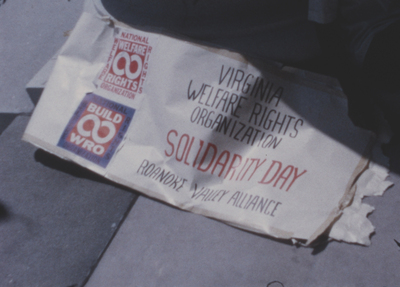 NATIONAL
WELFARE
RIGHTS
ORGANIZATION
BUILD
WRO
VIRGINIA
WELFARE RIGHTS
ORGANIZATION
SOLIDARITY DAY
ROANOKE VALLEY ALLIANCE